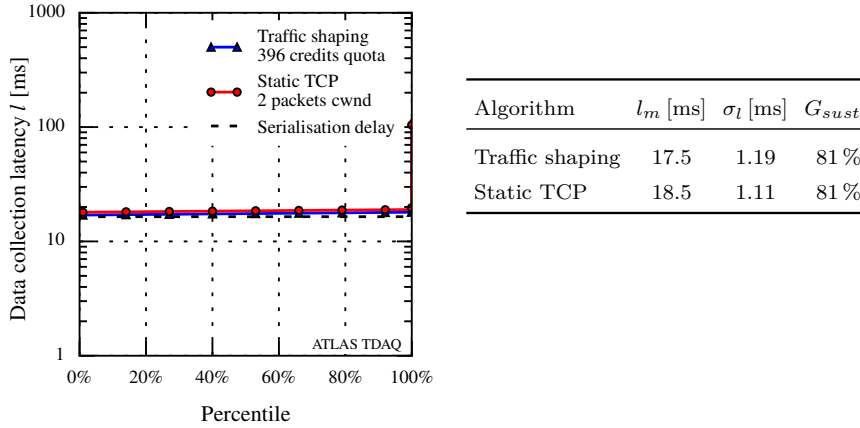 1000
100
10
1
Data collection latency l [ms]
Traffic shaping
396 credits quota
Static TCP
2 packets cwnd
Serialisation delay
ATLAS TDAQ
0% 20% 40% 60% 80% 100%
Percentile
Algorithm l_m [ms] σ_l [ms] G_sust
Traffic shaping 17.5 1.19 81 %
Static TCP 18.5 1.11 81 %